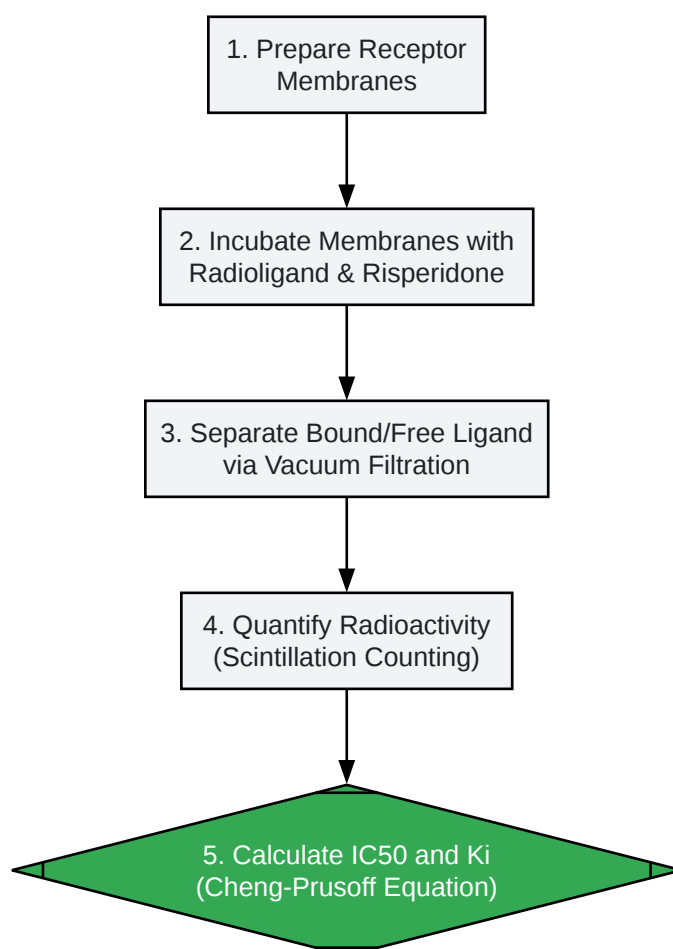 1. Prepare Receptor
Membranes
2. Incubate Membranes with
Radioligand & Risperidone
3. Separate Bound/Free Ligand
via Vacuum Filtration
4. Quantify Radioactivity
(Scintillation Counting)
5. Calculate IC50 and Ki
(Cheng-Prusoff Equation)